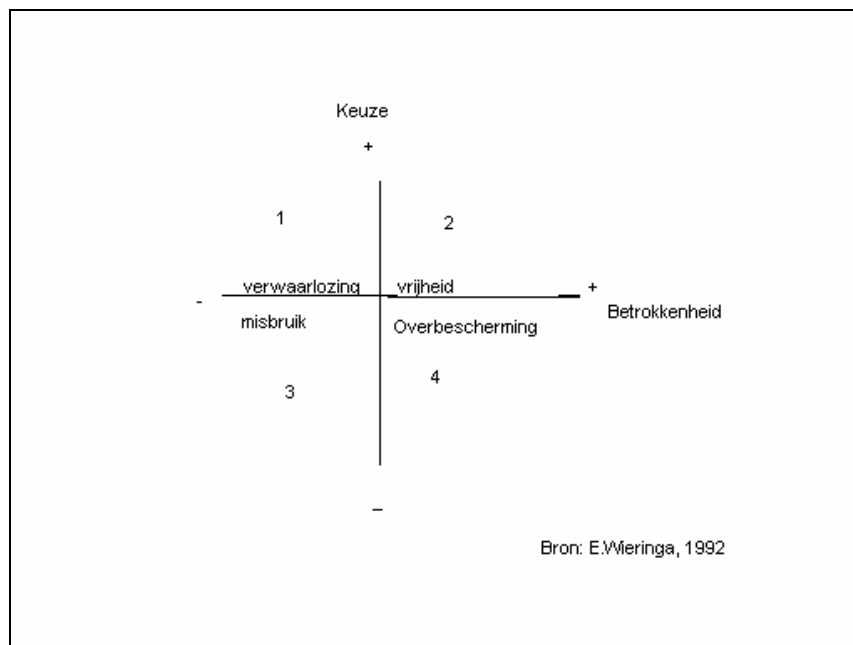 Keuze
+
1
2
verwaarlozing vrijheid
- +
misbruik Overbescherming Betrokkenheid
3
4
–
Bron: E.Wieringa, 1992